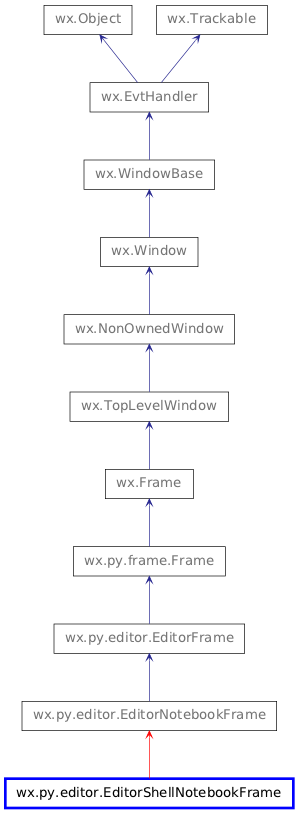 wx.Object
wx.Trackable
wx.EvtHandler
wx.WindowBase
wx.Window
wx.NonOwnedWindow
wx.TopLevelWindow
wx.Frame
wx.py.frame.Frame
wx.py.editor.EditorFrame
wx.py.editor.EditorNotebookFrame
wx.py.editor.EditorShellNotebookFrame